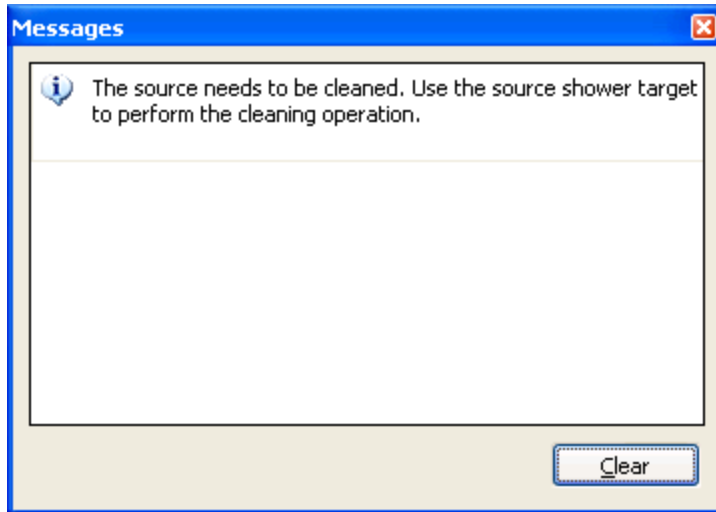 Messages
The source needs to be cleaned. Use the source shower target
to perform the cleaning operation.
Clear